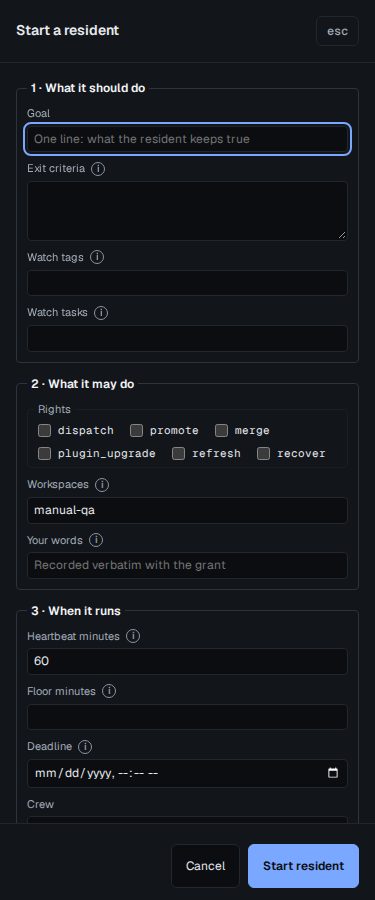 Start a resident
esc
1 · What it should do
Goal
One line: what the resident keeps true
Exit criteria i
Watch tags i
Watch tasks i
2 · What it may do
Rights
dispatch promote merge
plugin_upgrade refresh recover
Workspaces i
manual-qa
Your words i
Recorded verbatim with the grant
3 · When it runs
Heartbeat minutes i
60
Floor minutes i
Deadline i
mm/dd/yyyy, --:-- --
Crew
Cancel Start resident